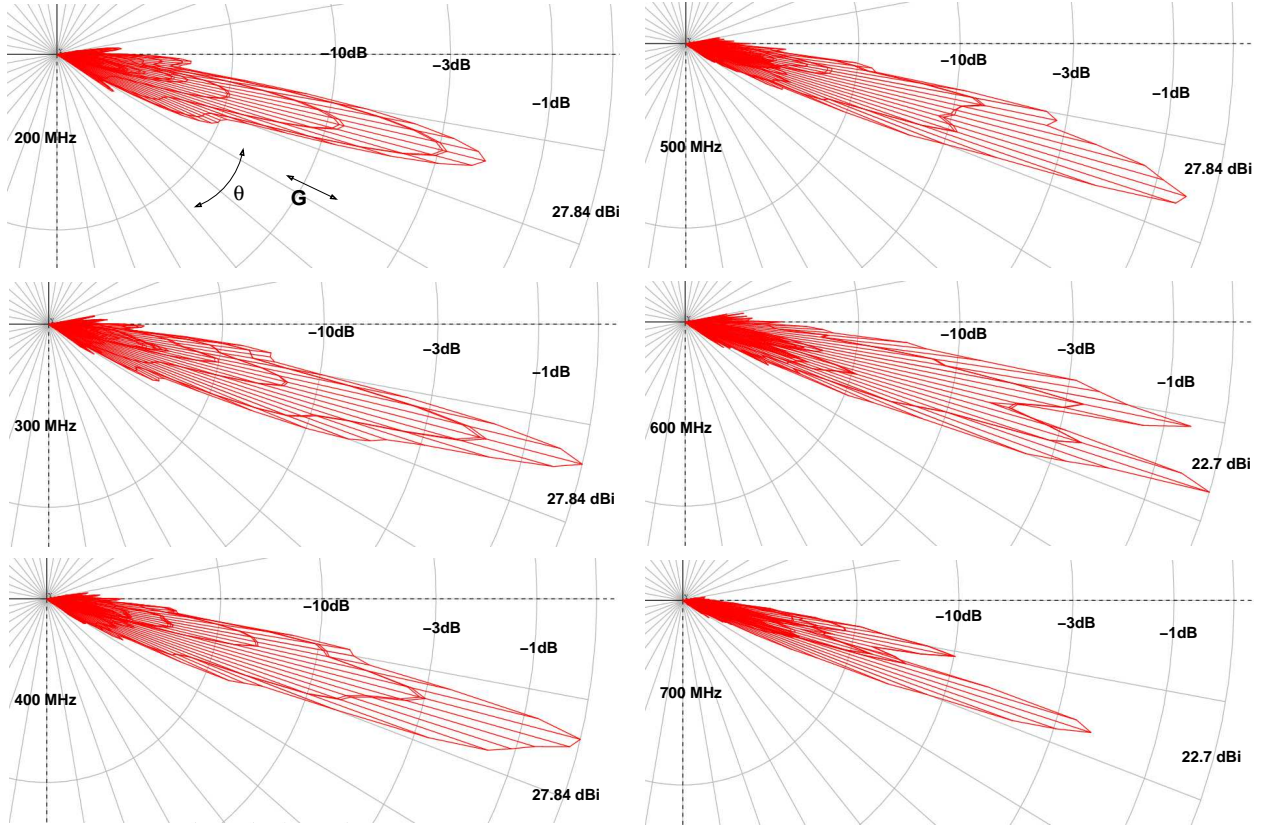 −10dB
−3dB
−1dB
200 MHz
θ
G
27.84 dBi
−10dB
−3dB
−1dB
500 MHz
27.84 dBi
−10dB
−3dB
−1dB
300 MHz
27.84 dBi
−10dB
−3dB
−1dB
600 MHz
22.7 dBi
−10dB
−3dB
−1dB
400 MHz
27.84 dBi
−10dB
−3dB
−1dB
700 MHz
22.7 dBi